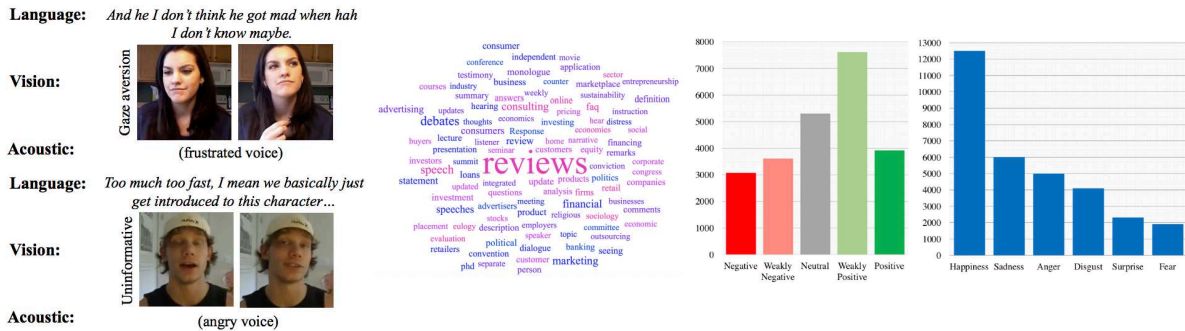 Language:
And he I don't think he got mad when hah
I don't know maybe.
Vision:
Gaze aversion
Acoustic:
(frustrated voice)
Language:
Too much too fast, I mean we basically just
get introduced to this character…
Vision:
Uninformative
Acoustic:
(angry voice)
consumer
conference independent movie
testimony monologue application sector
courses industry business counter marketplace entrepreneurship
summary weekly sustainability
advertising updates hearing answers consulting online pricing faq instruction definition
debates thoughts economics investing hear distress
consumers Response economies social
buyers lecture listener review home narrative financing
presentation seminar customers equity remarks
investors summit reviews conviction corporate
speech loans politics congress
statement updated integrated update products retail companies
investment questions analysis firms
speeches advertisers meeting financial businesses
stocks product religious sociology comments
placement eulogy description employers committee economic
evaluation speaker topic outsourcing
retailers political dialogue banking seeing
convention customer marketing
phd separate person
8000
7000
6000
5000
4000
3000
2000
1000
0
Negative Weakly Negative Neutral Weakly Positive Positive
13000
12000
11000
10000
9000
8000
7000
6000
5000
4000
3000
2000
1000
0
Happiness Sadness Anger Disgust Surprise Fear